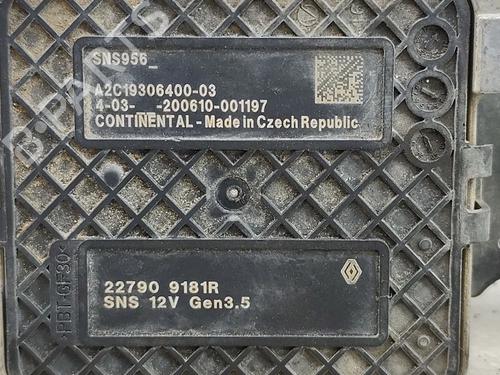 SNS956_
A2C19306400-03
4-03-_-200610-001197
CONTINENTAL - Made in Czech Republic
22790 9181R
SNS 12V Gen3.5
>PBT-GF30<
B-PARTS